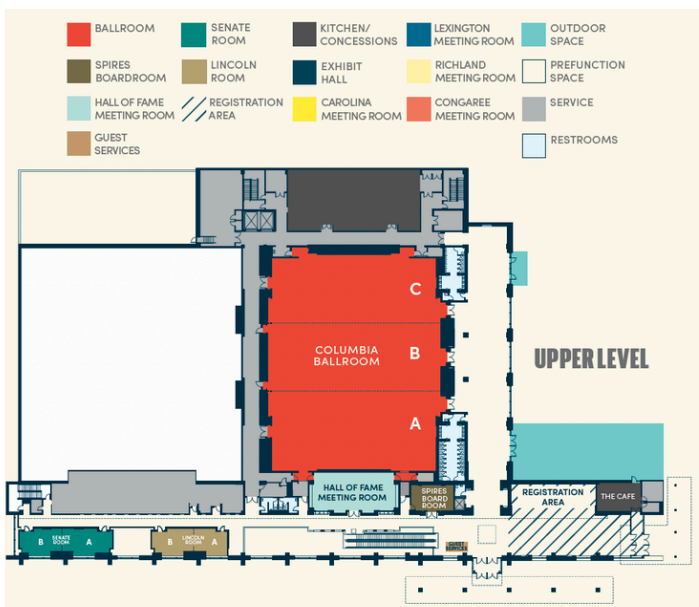 BALLROOM
SENATE
ROOM
KITCHEN/
CONCESSIONS
LEXINGTON
MEETING ROOM
OUTDOOR
SPACE
SPIRES
BOARDROOM
LINCOLN
ROOM
EXHIBIT
HALL
RICHLAND
MEETING ROOM
PREFUNCTION
SPACE
HALL OF FAME
MEETING ROOM
REGISTRATION
AREA
CAROLINA
MEETING ROOM
CONGAREE
MEETING ROOM
SERVICE
GUEST
SERVICES
RESTROOMS
C
COLUMBIA
BALLROOM
B
A
UPPER LEVEL
HALL OF FAME
MEETING ROOM
SPIRES
BOARD
ROOM
REGISTRATION
AREA
THE CAFE
B
SENATE
ROOM
A
B
LINCOLN
ROOM
A
GUEST
SERVICES